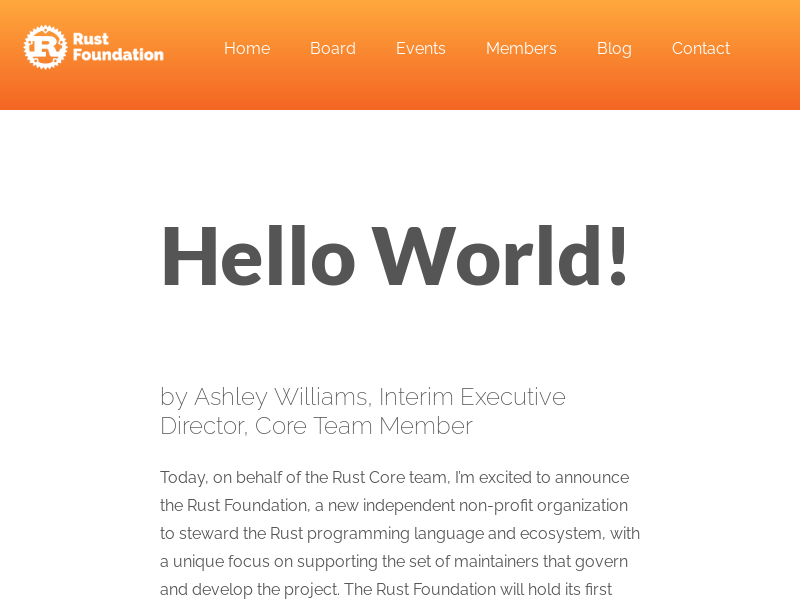 Rust
Foundation
Home Board Events Members Blog Contact
Hello World!
by Ashley Williams, Interim Executive
Director, Core Team Member
Today, on behalf of the Rust Core team, I’m excited to announce
the Rust Foundation, a new independent non-profit organization
to steward the Rust programming language and ecosystem, with
a unique focus on supporting the set of maintainers that govern
and develop the project. The Rust Foundation will hold its first